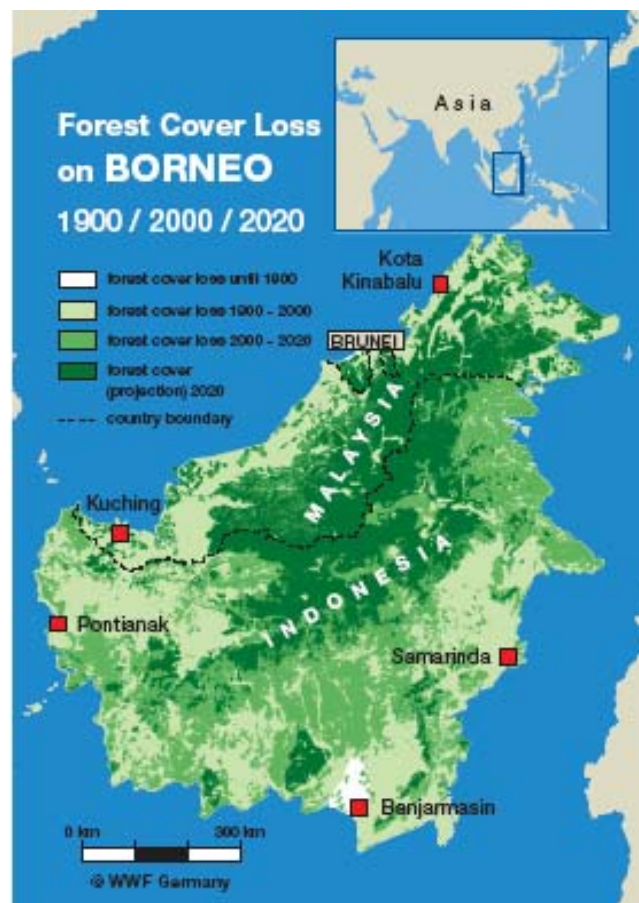 Asia
Forest Cover Loss
on BORNEO
1900 / 2000 / 2020
forest cover loss until 1900
forest cover loss 1900 - 2000
forest cover loss 2000 - 2020
forest cover
(projection) 2020
country boundary
Kota
Kinabalu
BRUNEI
MALAYSIA
Kuching
INDONESIA
Pontianak
Samarinda
Banjarmasin
0 km 300 km
© WWF Germany